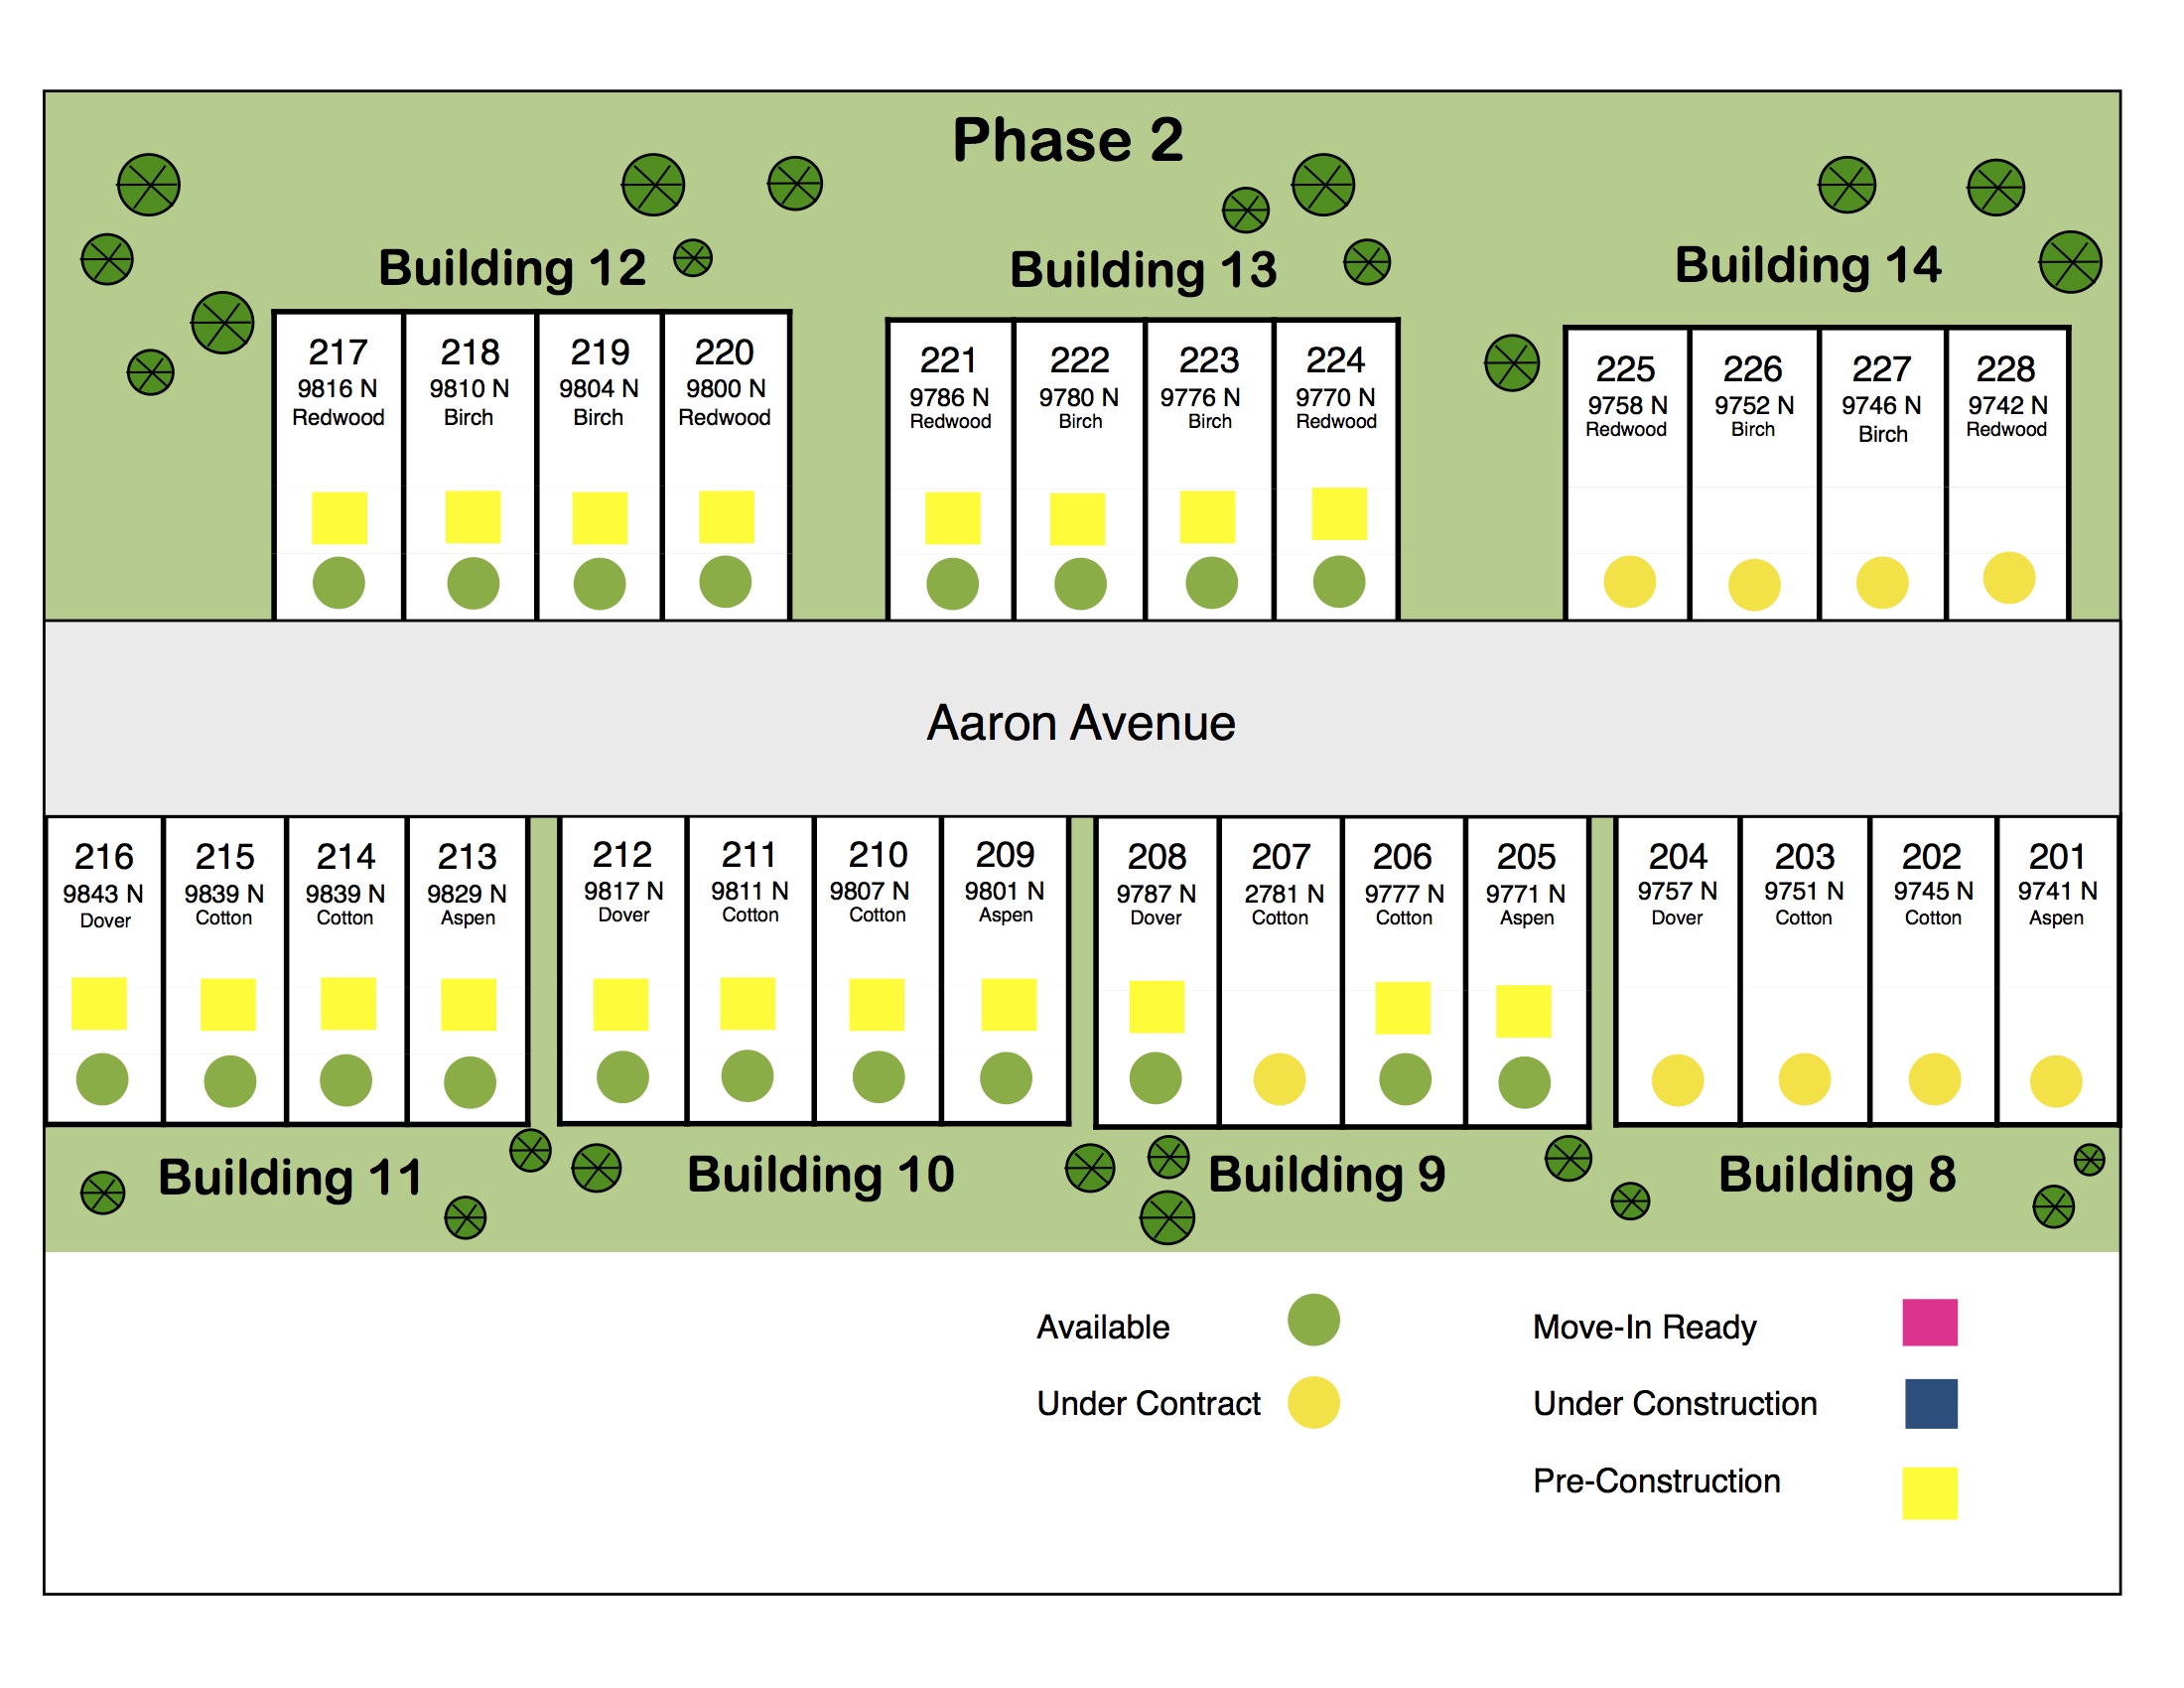 Phase 2
Building 12
Building 13
Building 14
217
9816 N
Redwood
218
9810 N
Birch
219
9804 N
Birch
220
9800 N
Redwood
221
9786 N
Redwood
222
9780 N
Birch
223
9776 N
Birch
224
9770 N
Redwood
225
9758 N
Redwood
226
9752 N
Birch
227
9746 N
Birch
228
9742 N
Redwood
Aaron Avenue
216
9843 N
Dover
215
9839 N
Cotton
214
9839 N
Cotton
213
9829 N
Aspen
212
9817 N
Dover
211
9811 N
Cotton
210
9807 N
Cotton
209
9801 N
Aspen
208
9787 N
Dover
207
2781 N
Cotton
206
9777 N
Cotton
205
9771 N
Aspen
204
9757 N
Dover
203
9751 N
Cotton
202
9745 N
Cotton
201
9741 N
Aspen
Building 11
Building 10
Building 9
Building 8
Available
Under Contract
Move-In Ready
Under Construction
Pre-Construction